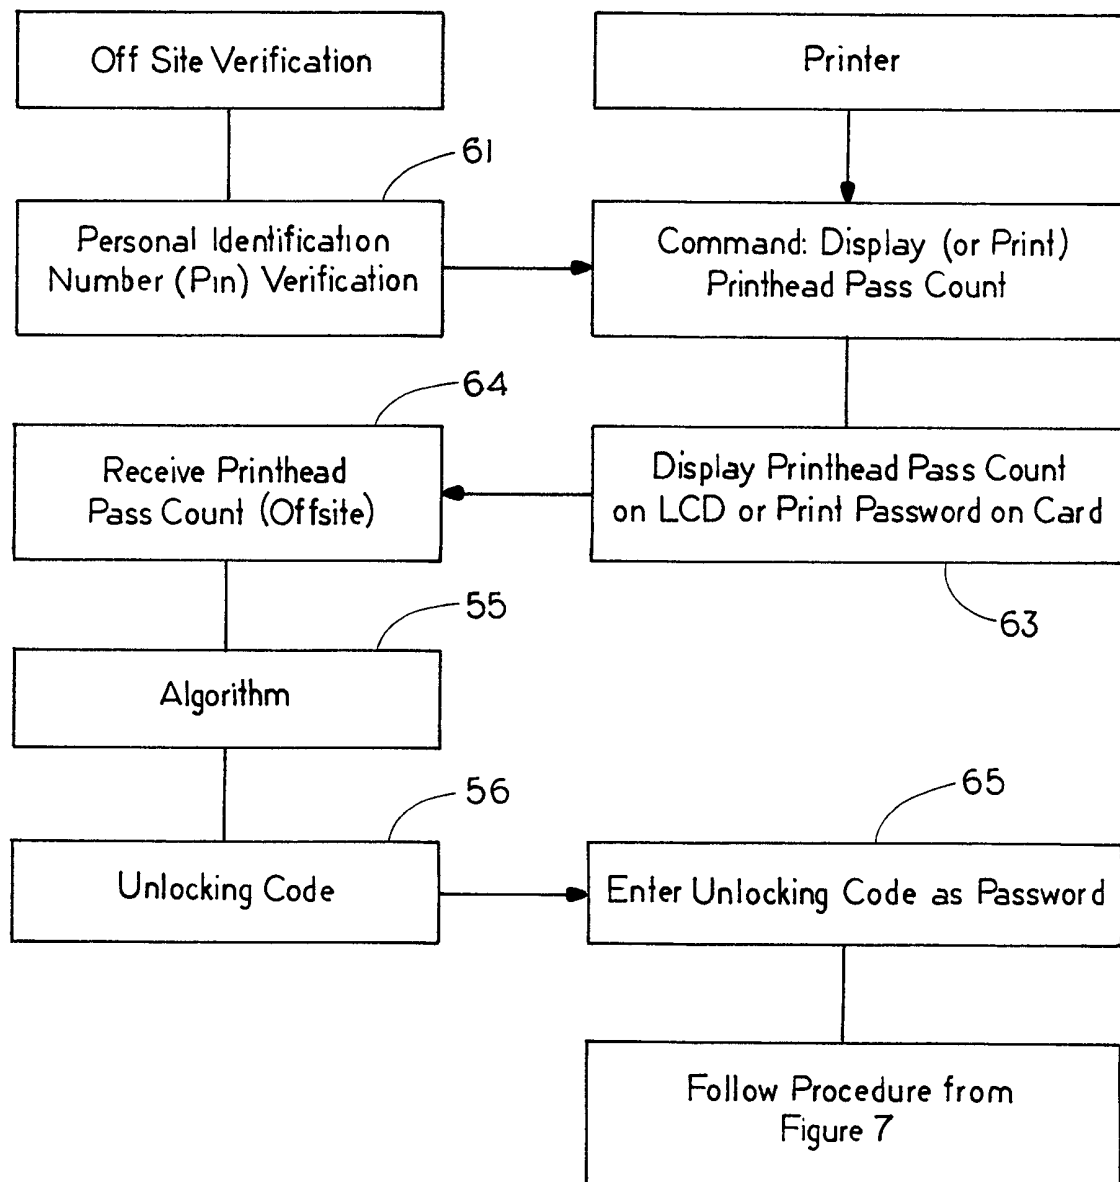 Off Site Verification
Printer
61
Personal Identification
Number (Pin) Verification
Command: Display (or Print)
Printhead Pass Count
64
Receive Printhead
Pass Count (Offsite)
Display Printhead Pass Count
on LCD or Print Password on Card
63
55
Algorithm
56
Unlocking Code
65
Enter Unlocking Code as Password
Follow Procedure from
Figure 7